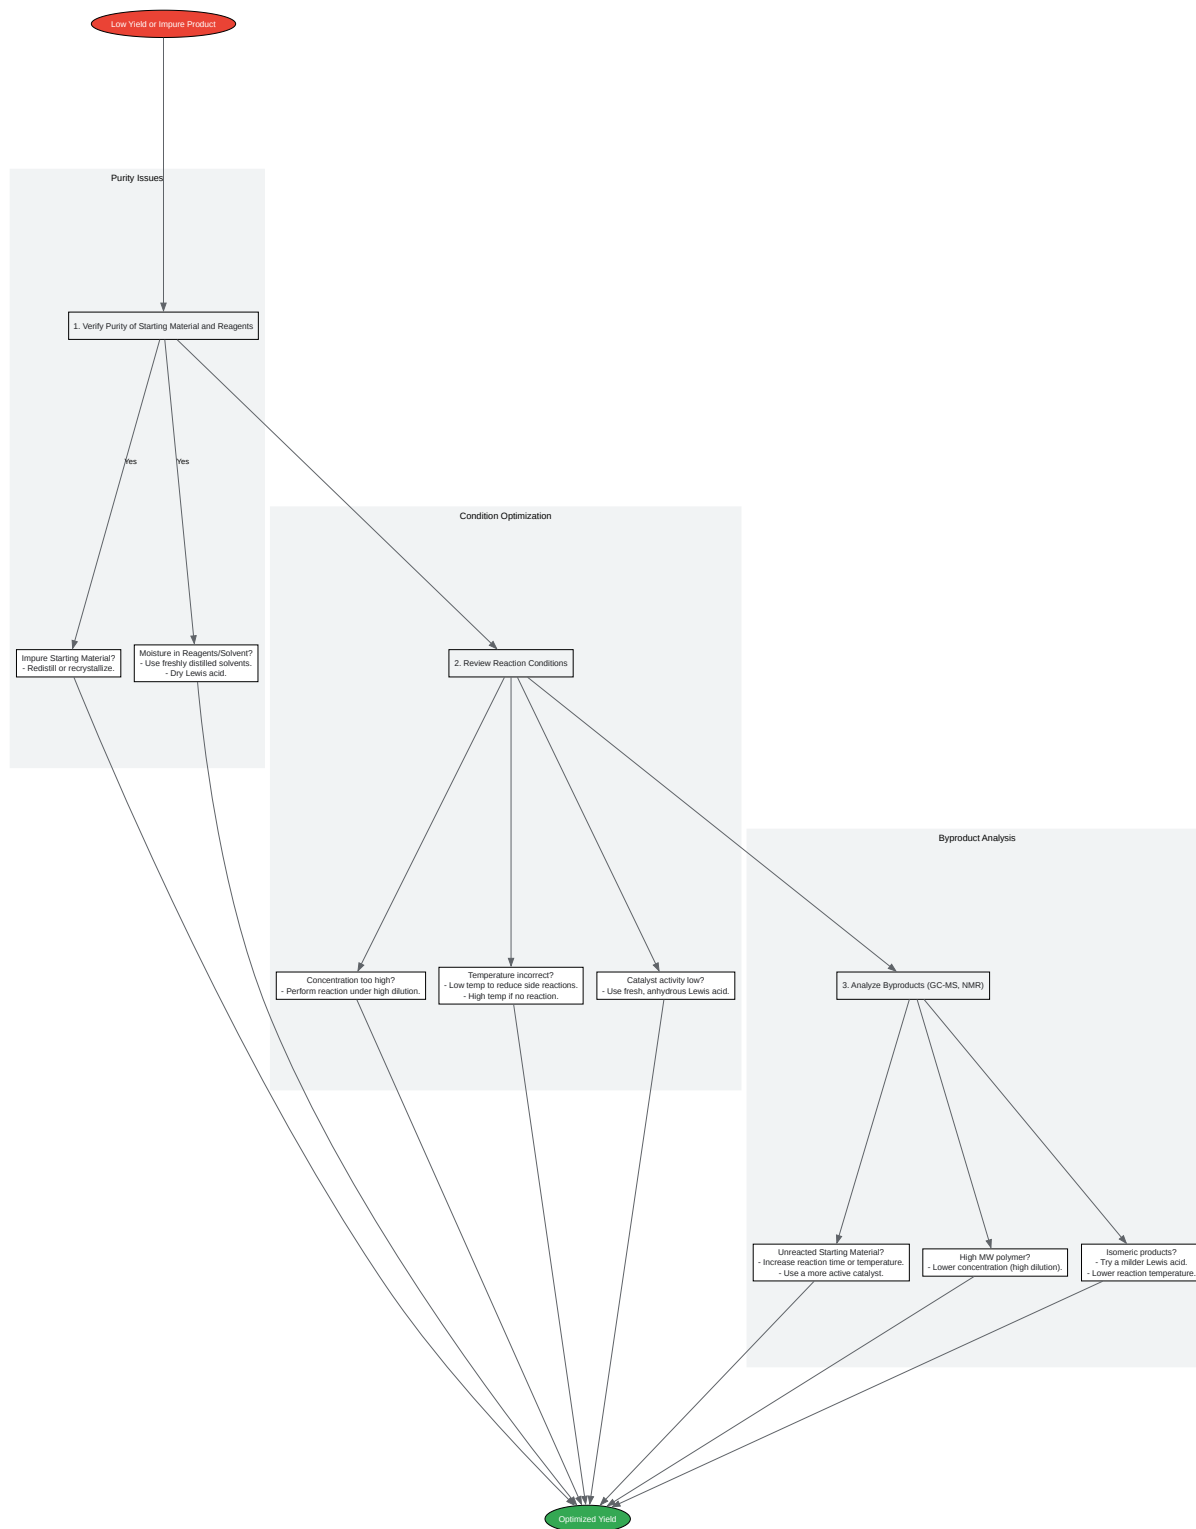 Low Yield or Impure Product
Purity Issues
1. Verify Purity of Starting Material and Reagents
Yes
Yes
Condition Optimization
Impure Starting Material?
- Redistill or recrystallize.
Moisture in Reagents/Solvent?
- Use freshly distilled solvents.
- Dry Lewis acid.
2. Review Reaction Conditions
Byproduct Analysis
Concentration too high?
- Perform reaction under high dilution.
Temperature incorrect?
- Low temp to reduce side reactions.
- High temp if no reaction.
Catalyst activity low?
- Use fresh, anhydrous Lewis acid.
3. Analyze Byproducts (GC-MS, NMR)
Unreacted Starting Material?
- Increase reaction time or temperature.
- Use a more active catalyst.
High MW polymer?
- Lower concentration (high dilution).
Isomeric products?
- Try a milder Lewis acid.
- Lower reaction temperature.
Optimized Yield